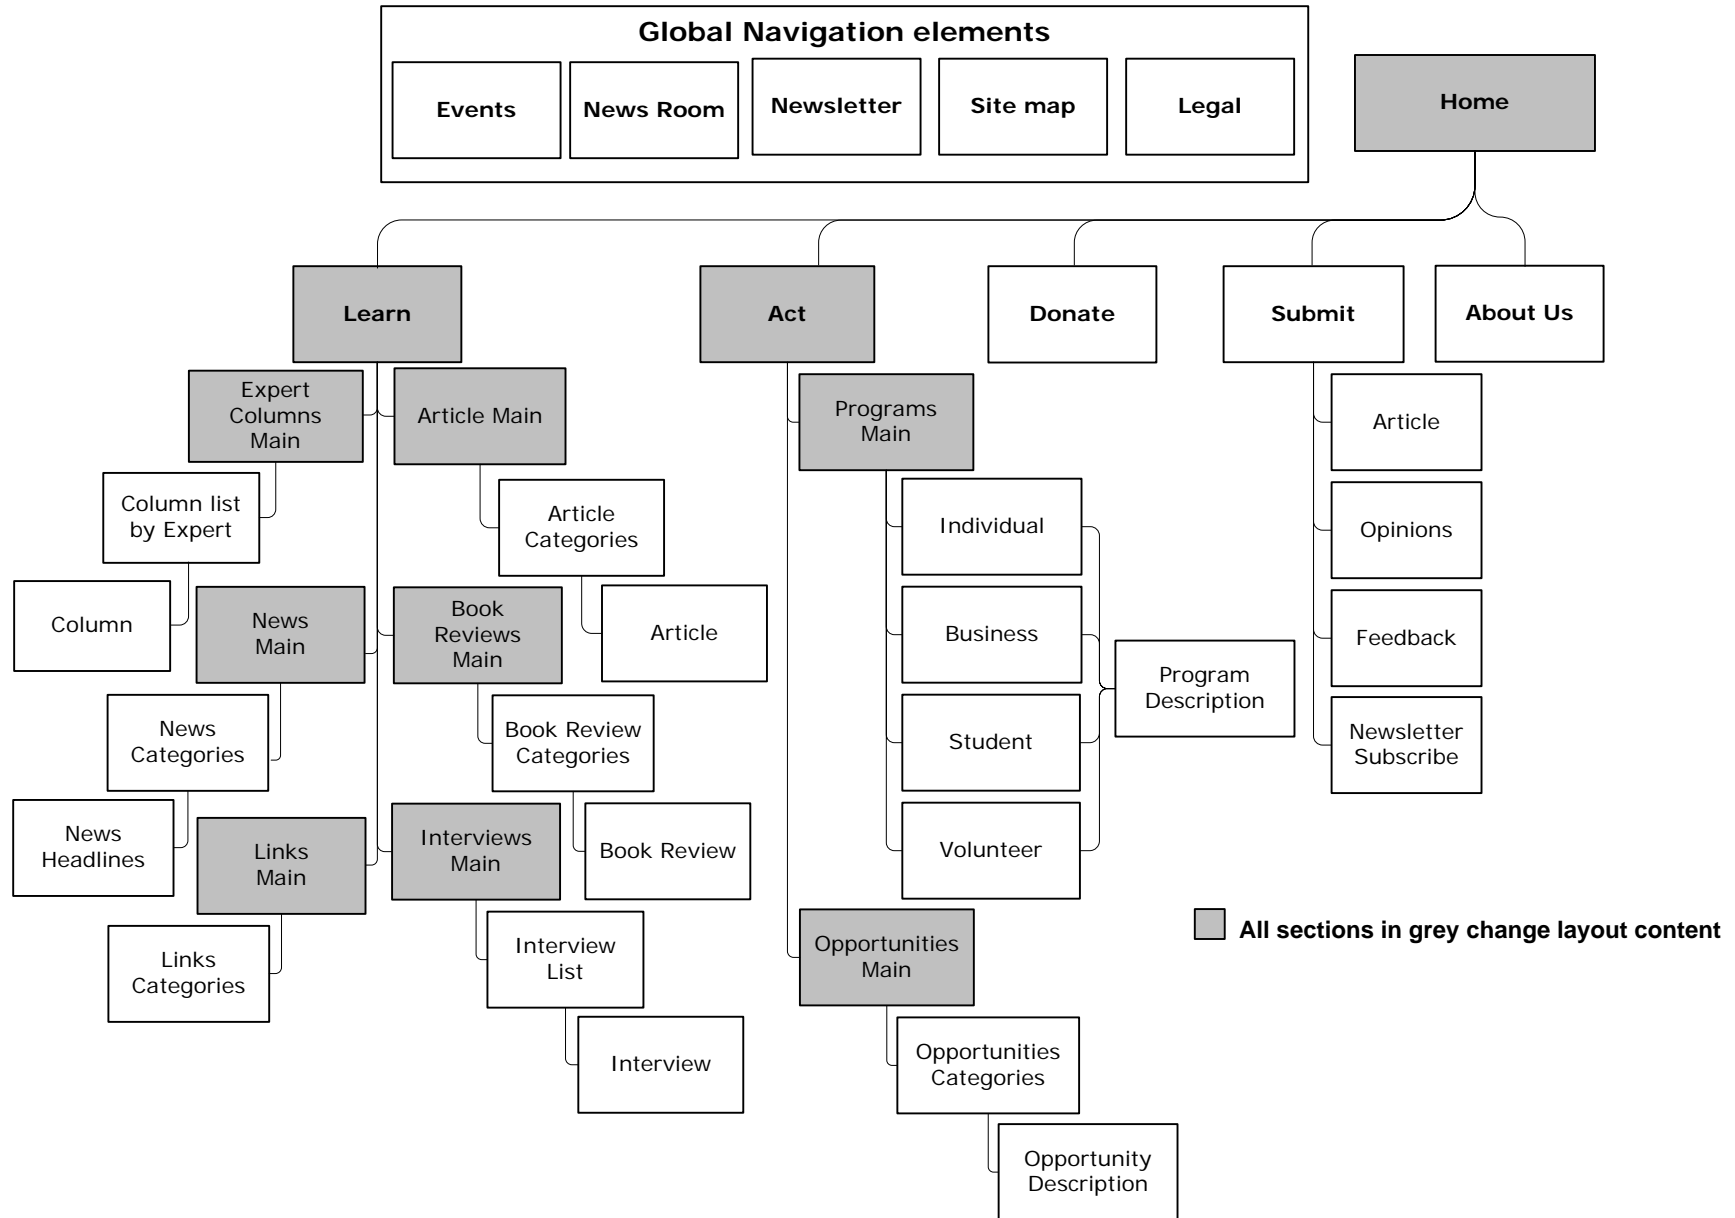 Global Navigation elements
Events
News Room
Newsletter
Site map
Legal
Home
Learn
Act
Donate
Submit
About Us
Expert
Columns
Main
Article Main
Column list
by Expert
Article
Categories
Column
Article
News
Main
Book
Reviews
Main
News
Categories
Book Review
Categories
News
Headlines
Book Review
Links
Main
Interviews
Main
Links
Categories
Interview
List
Interview
Programs
Main
Individual
Business
Student
Volunteer
Program
Description
Opportunities
Main
Opportunities
Categories
Opportunity
Description
Article
Opinions
Feedback
Newsletter
Subscribe
All sections in grey change layout content